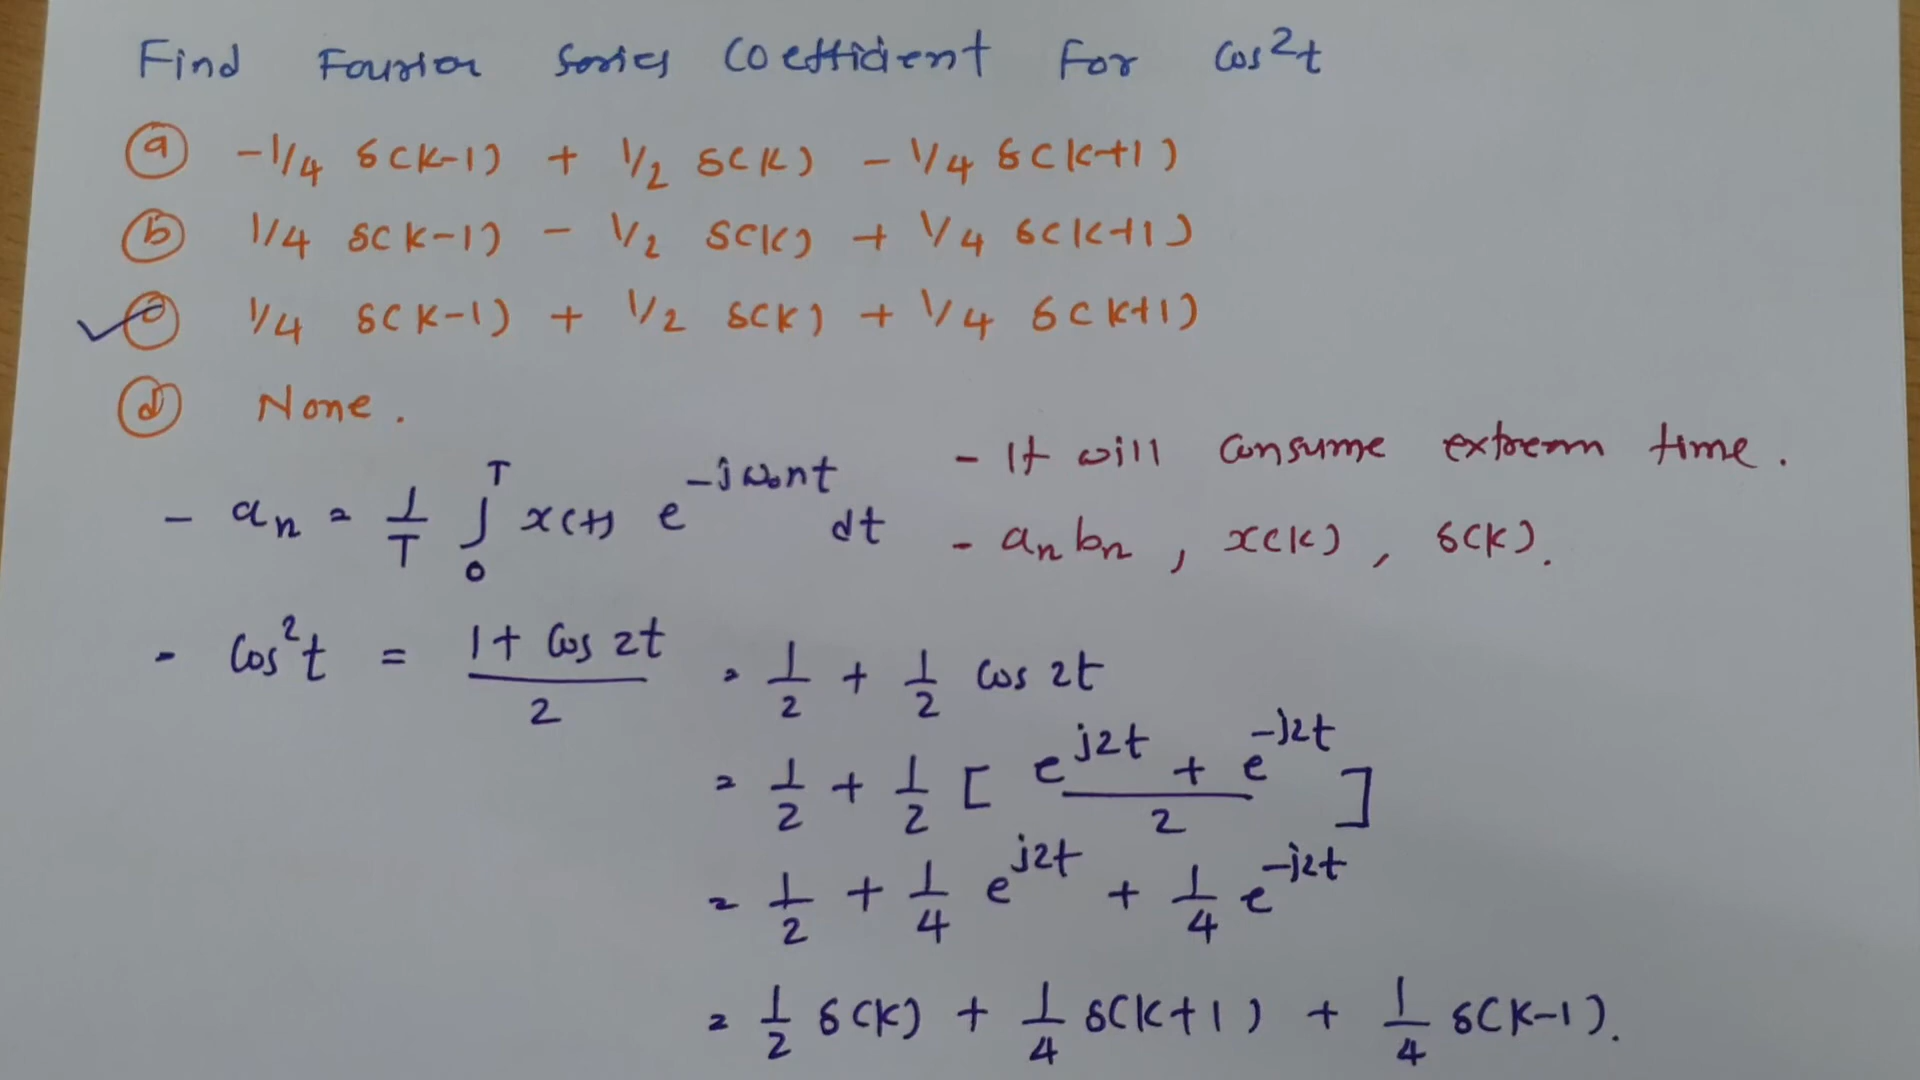 Find Fourier Series Coefficient For Cos²t
ⓐ -1/4 δ(k-1) + 1/2 δ(k) - 1/4 δ(k+1)
ⓑ 1/4 δ(k-1) - 1/2 δ(k) + 1/4 δ(k+1)
✓ⓒ 1/4 δ(k-1) + 1/2 δ(k) + 1/4 δ(k+1)
ⓓ None.
- aₙ = 1/T ∫₀ᵀ x(t) e^(-jω₀nt) dt
- It will consume extrem time.
- aₙ bₙ, x(k), δ(k).
- Cos²t = (1 + Cos 2t)/2 = 1/2 + 1/2 Cos 2t
= 1/2 + 1/2 [ (e^(j2t) + e^(-j2t))/2 ]
= 1/2 + 1/4 e^(j2t) + 1/4 e^(-j2t)
= 1/2 δ(k) + 1/4 δ(k+1) + 1/4 δ(k-1).